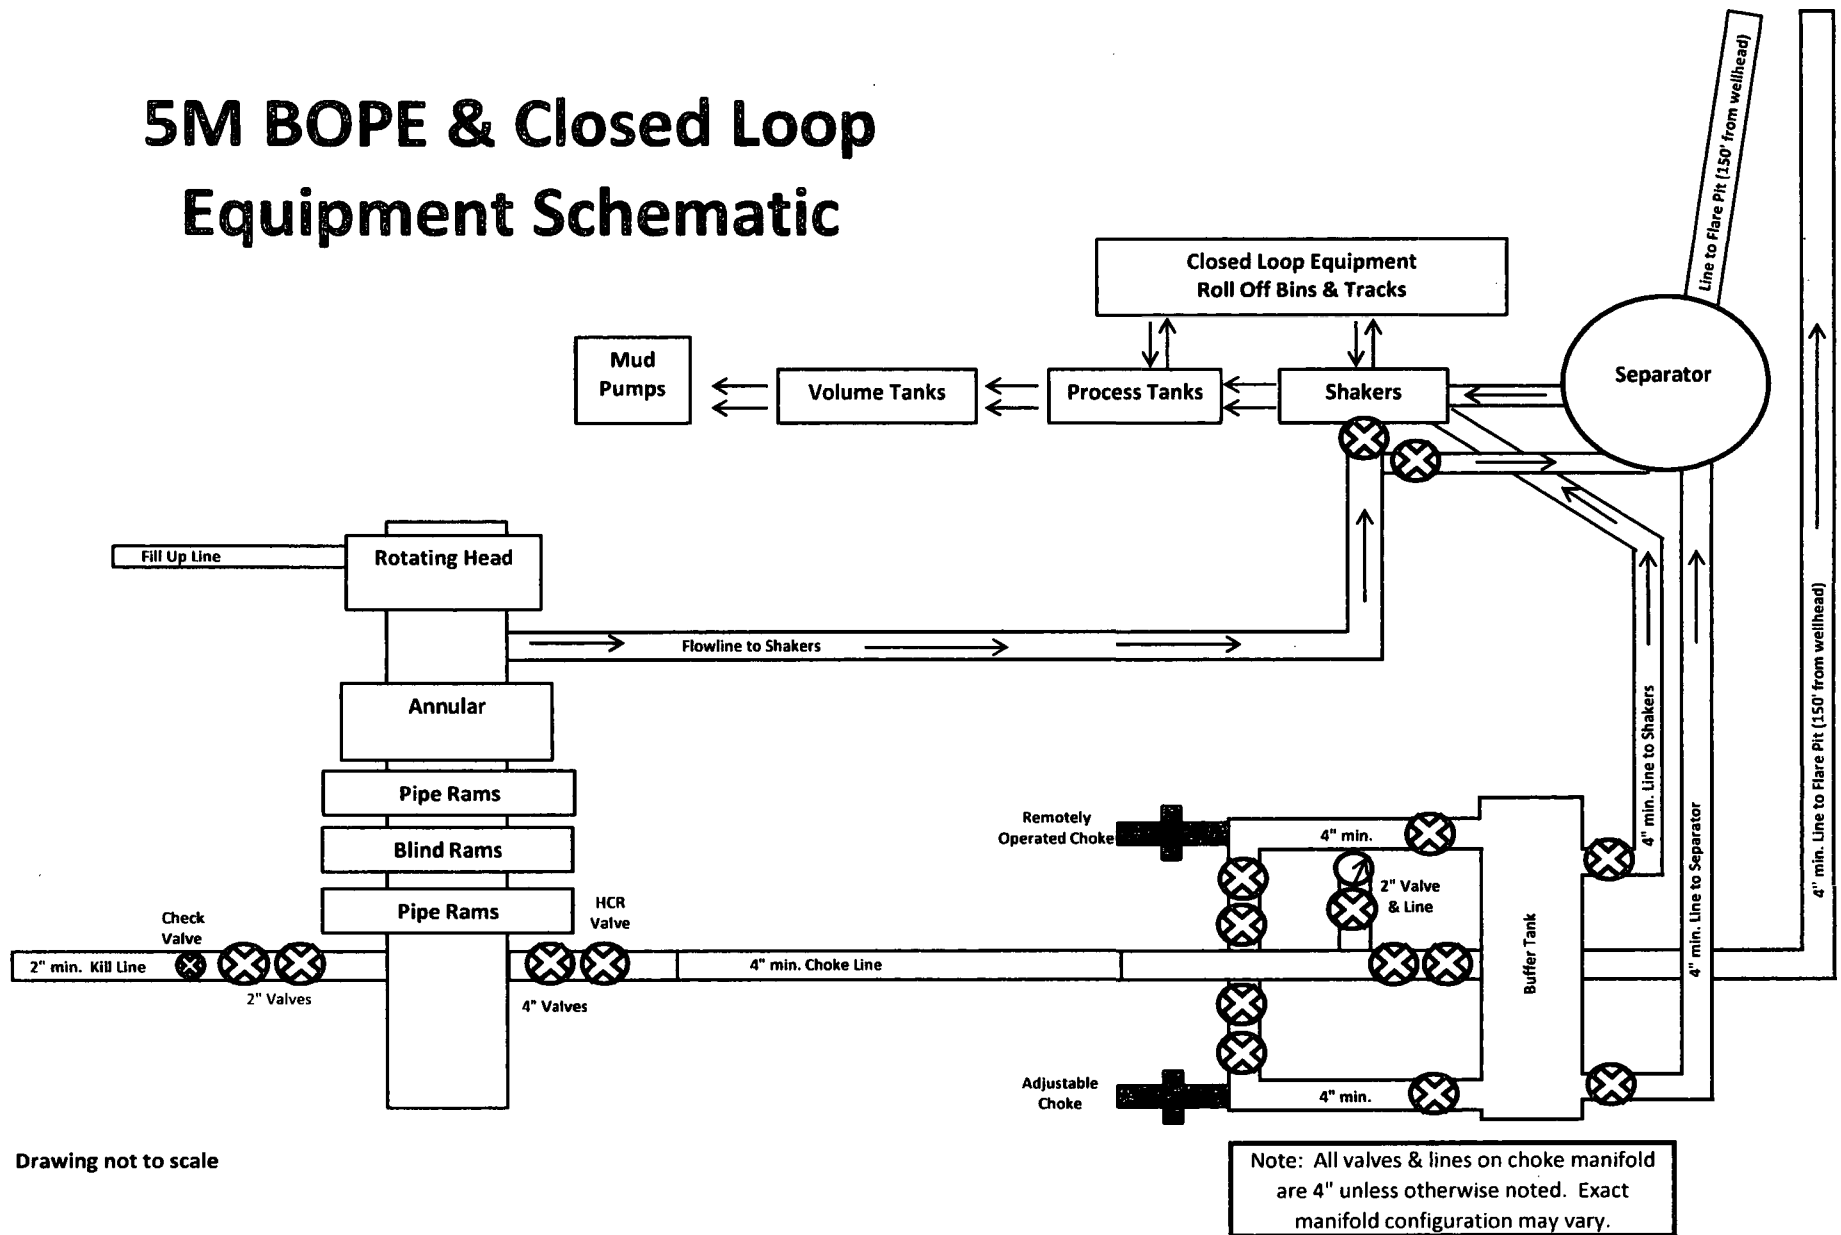 5M BOPE & Closed Loop
Equipment Schematic
Line to Flare Pit (150' from wellhead)
Closed Loop Equipment
Roll Off Bins & Tracks
Mud
Pumps
Volume Tanks
Process Tanks
Shakers
Separator
Fill Up Line
Rotating Head
Flowline to Shakers
Annular
Pipe Rams
Blind Rams
Pipe Rams
Check
Valve
HCR
Valve
2" min. Kill Line
2" Valves
4" Valves
4" min. Choke Line
Remotely
Operated Choke
4" min.
2" Valve
& Line
Adjustable
Choke
4" min.
Buffer Tank
4" min. Line to Shakers
4" min. Line to Separator
4" min. Line to Flare Pit (150' from wellhead)
Drawing not to scale
Note: All valves & lines on choke manifold
are 4" unless otherwise noted. Exact
manifold configuration may vary.